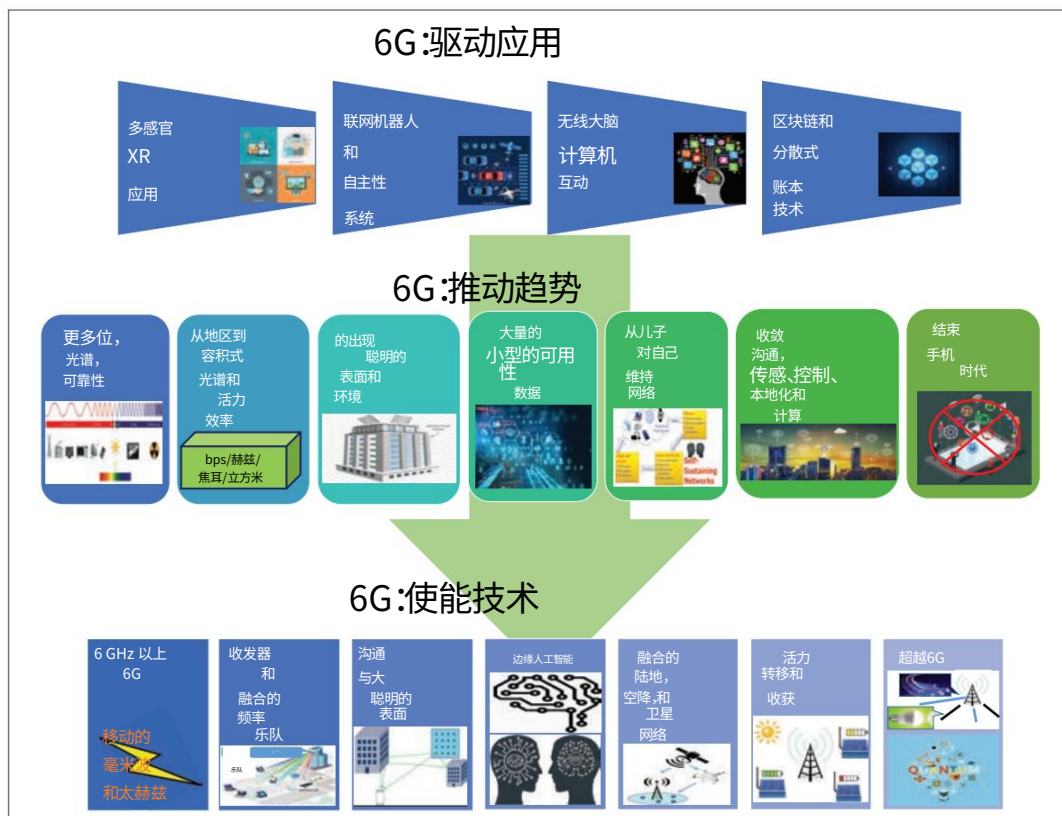 6G:驱动应用
多感官
XR
应用
联网机器人
和
自主性
系统
无线大脑
计算机
互动
区块链和
分散式
账本
技术
6G:推动趋势
更多位，
光谱，
可靠性
从地区到
容积式
光谱和
活力
效率
bps/赫兹/
焦耳/立方米
的出现
聪明的
表面和
环境
大量的
小型的可用
性
数据
从儿子
对自己
维持
网络
Self-
Sustaining
Networks
收敛
沟通，
传感、控制、
本地化和
计算
结束
手机
时代
6G:使能技术
6 GHz 以上
6G
移动的
毫米波
和太赫兹
收发器
和
融合的
频率
乐队
乐队
沟通
与大
聪明的
表面
边缘人工智能
融合的
陆地，
空降，和
卫星
网络
活力
转移和
收获
超越6G
QUANTUM